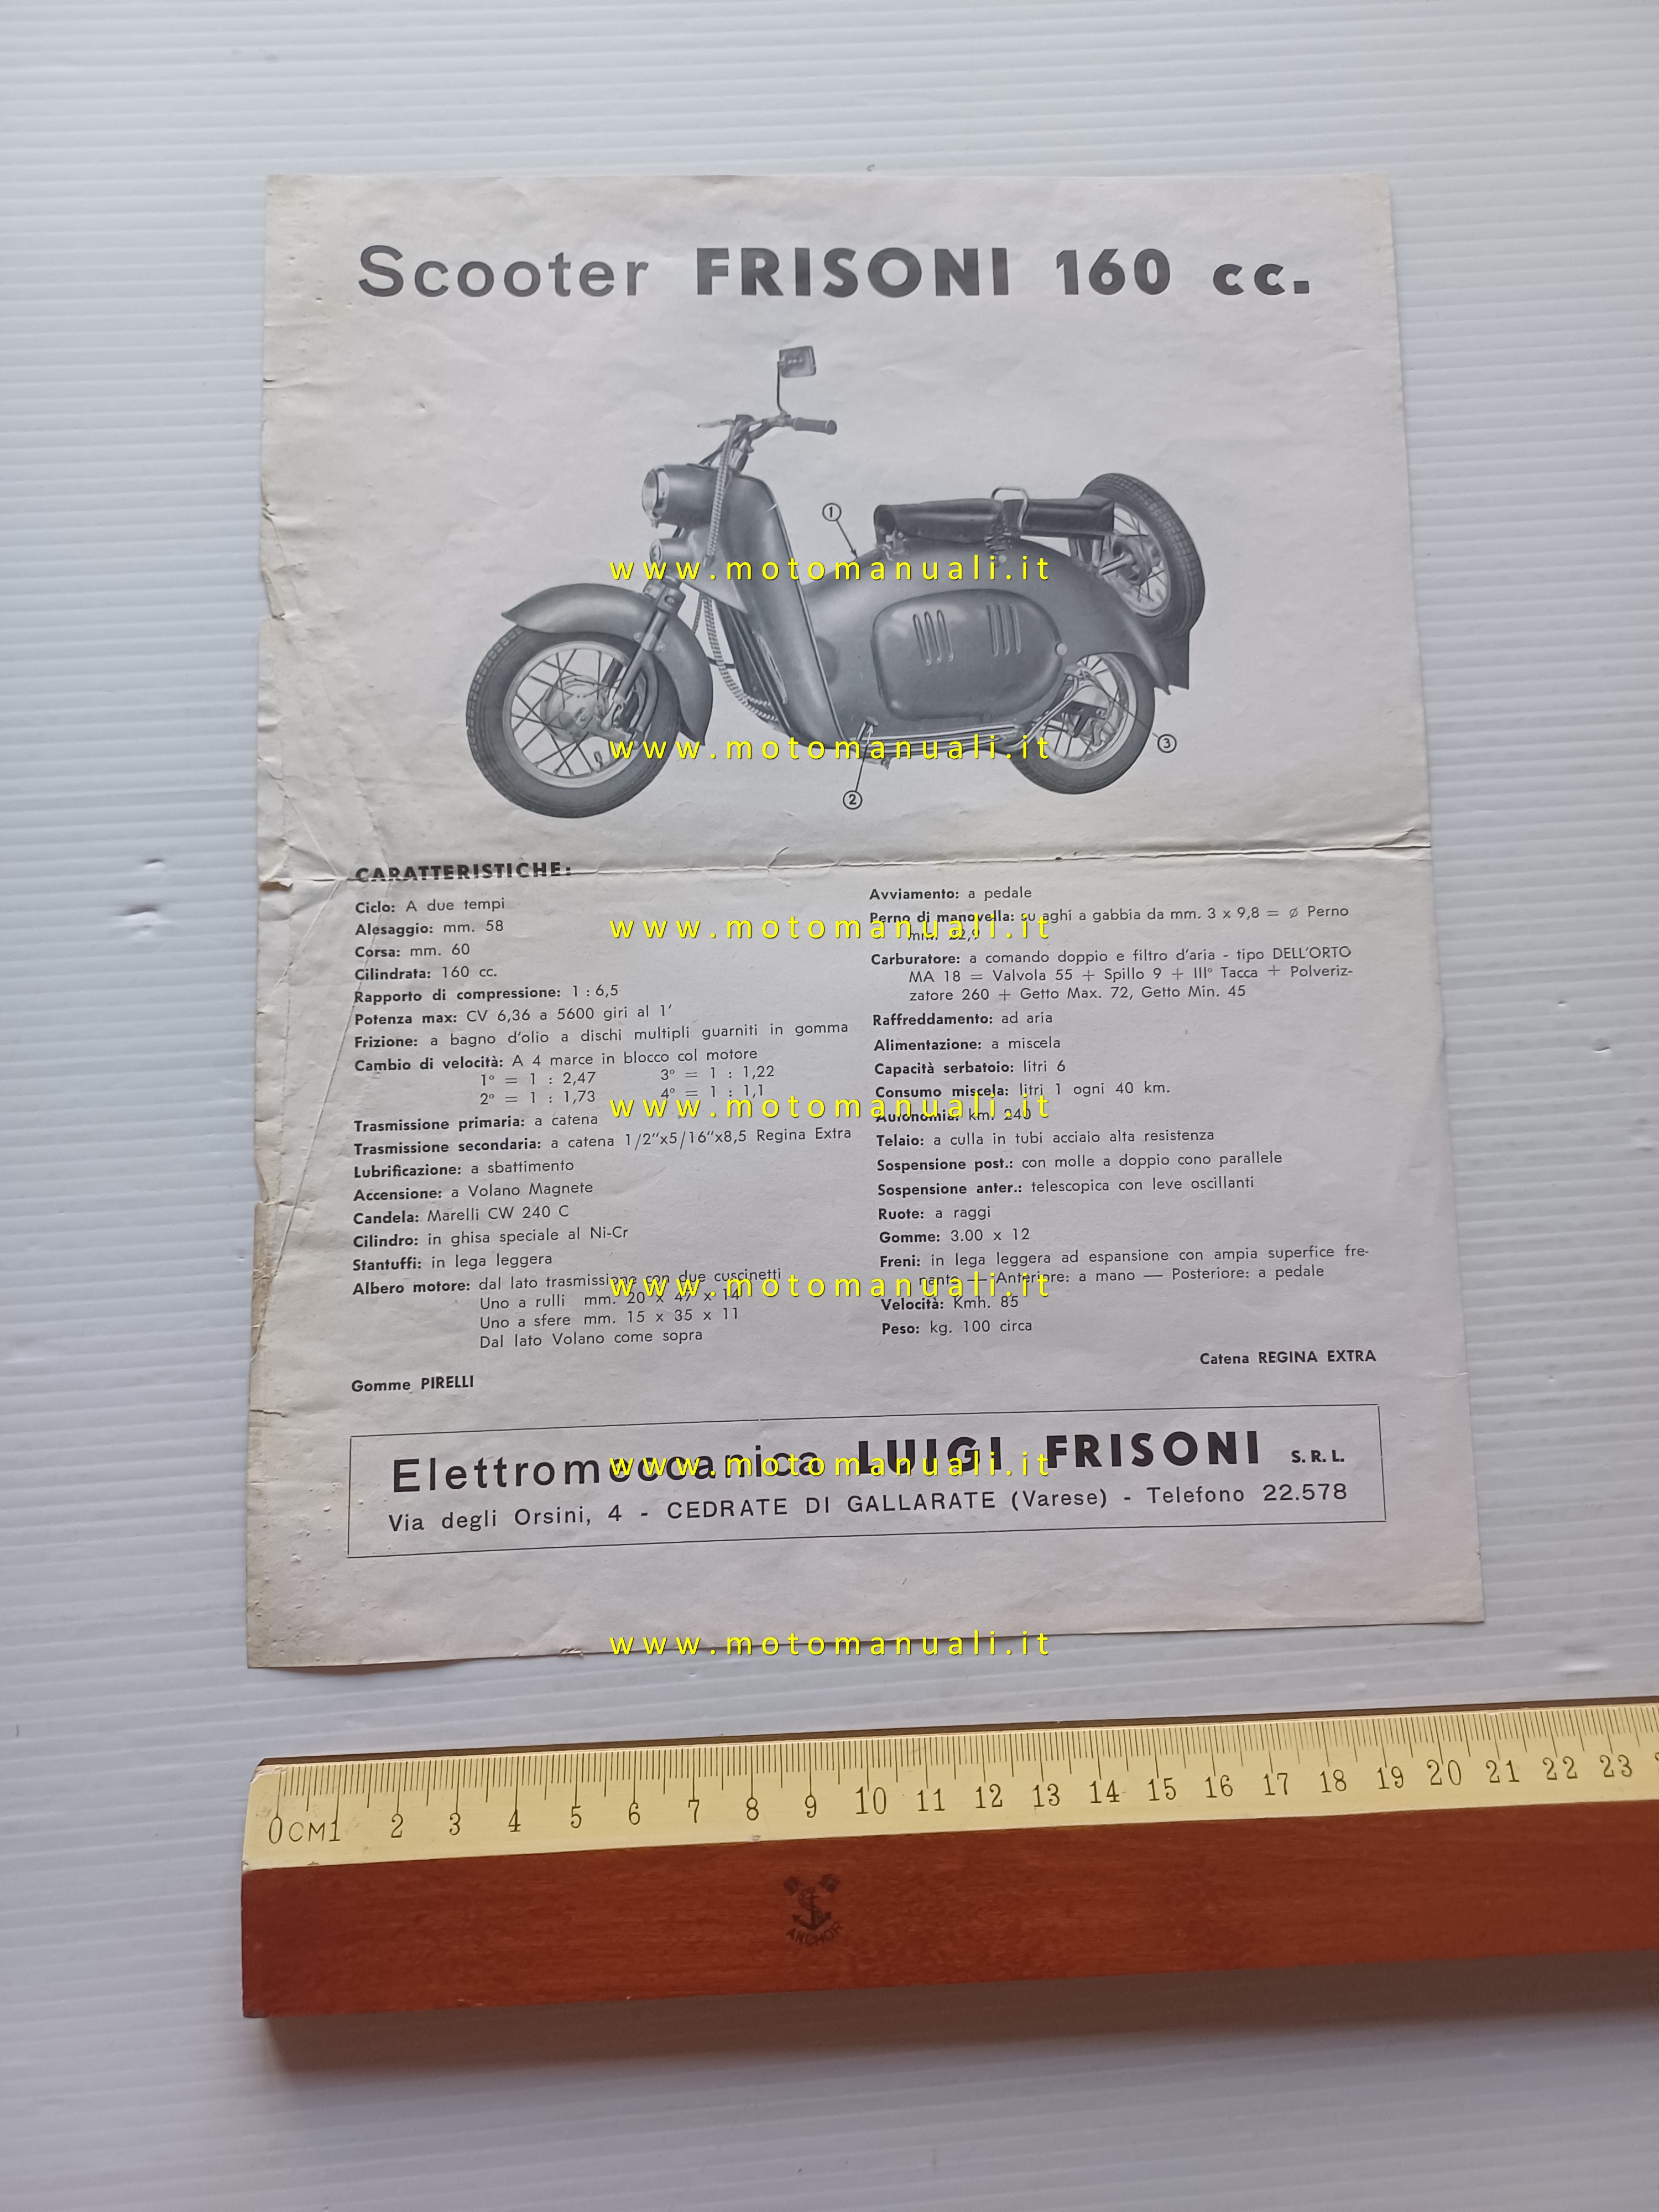 Scooter FRISONI 160 cc.
1
2
3
CARATTERISTICHE:
Ciclo: A due tempi
Alesaggio: mm. 58
Corsa: mm. 60
Cilindrata: 160 cc.
Rapporto di compressione: 1 : 6,5
Potenza max: CV 6,36 a 5600 giri al 1'
Frizione: a bagno d'olio a dischi multipli guarniti in gomma
Cambio di velocità: A 4 marce in blocco col motore
1° = 1 : 2,47 3° = 1 : 1,22
2° = 1 : 1,73 4° = 1 : 1,1
Trasmissione primaria: a catena
Trasmissione secondaria: a catena 1/2"x5/16"x8,5 Regina Extra
Lubrificazione: a sbattimento
Accensione: a Volano Magnete
Candela: Marelli CW 240 C
Cilindro: in ghisa speciale al Ni-Cr
Stantuffi: in lega leggera
Albero motore: dal lato trasmissione con due cuscinetti
Uno a rulli mm. 20 x 47 x 14
Uno a sfere mm. 15 x 35 x 11
Dal lato Volano come sopra
Gomme PIRELLI
Avviamento: a pedale
Perno di manovella: su aghi a gabbia da mm. 3 x 9,8 = ø Perno
mm. 22,9
Carburatore: a comando doppio e filtro d'aria - tipo DELL'ORTO
MA 18 = Valvola 55 + Spillo 9 + III° Tacca + Polveriz-
zatore 260 + Getto Max. 72, Getto Min. 45
Raffreddamento: ad aria
Alimentazione: a miscela
Capacità serbatoio: litri 6
Consumo miscela: litri 1 ogni 40 km.
Autonomia: km. 240
Telaio: a culla in tubi acciaio alta resistenza
Sospensione post.: con molle a doppio cono parallele
Sospensione anter.: telescopica con leve oscillanti
Ruote: a raggi
Gomme: 3.00 x 12
Freni: in lega leggera ad espansione con ampia superfice fre-
nante — Anteriore: a mano — Posteriore: a pedale
Velocità: Kmh. 85
Peso: kg. 100 circa
Catena REGINA EXTRA
Elettromeccanica LUIGI FRISONI S.R.L.
Via degli Orsini, 4 - CEDRATE DI GALLARATE (Varese) - Telefono 22.578
www.motomanuali.it
www.motomanuali.it
www.motomanuali.it
www.motomanuali.it
www.motomanuali.it
www.motomanuali.it
www.motomanuali.it
0CM1 2 3 4 5 6 7 8 9 10 11 12 13 14 15 16 17 18 19 20 21 22 23
ANCHOR